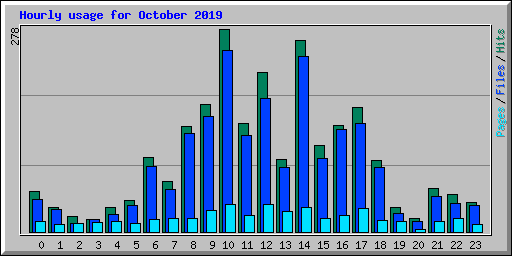 Hourly usage for October 2019
278
Pages/Files/Hits
0 1 2 3 4 5 6 7 8 9 10 11 12 13 14 15 16 17 18 19 20 21 22 23